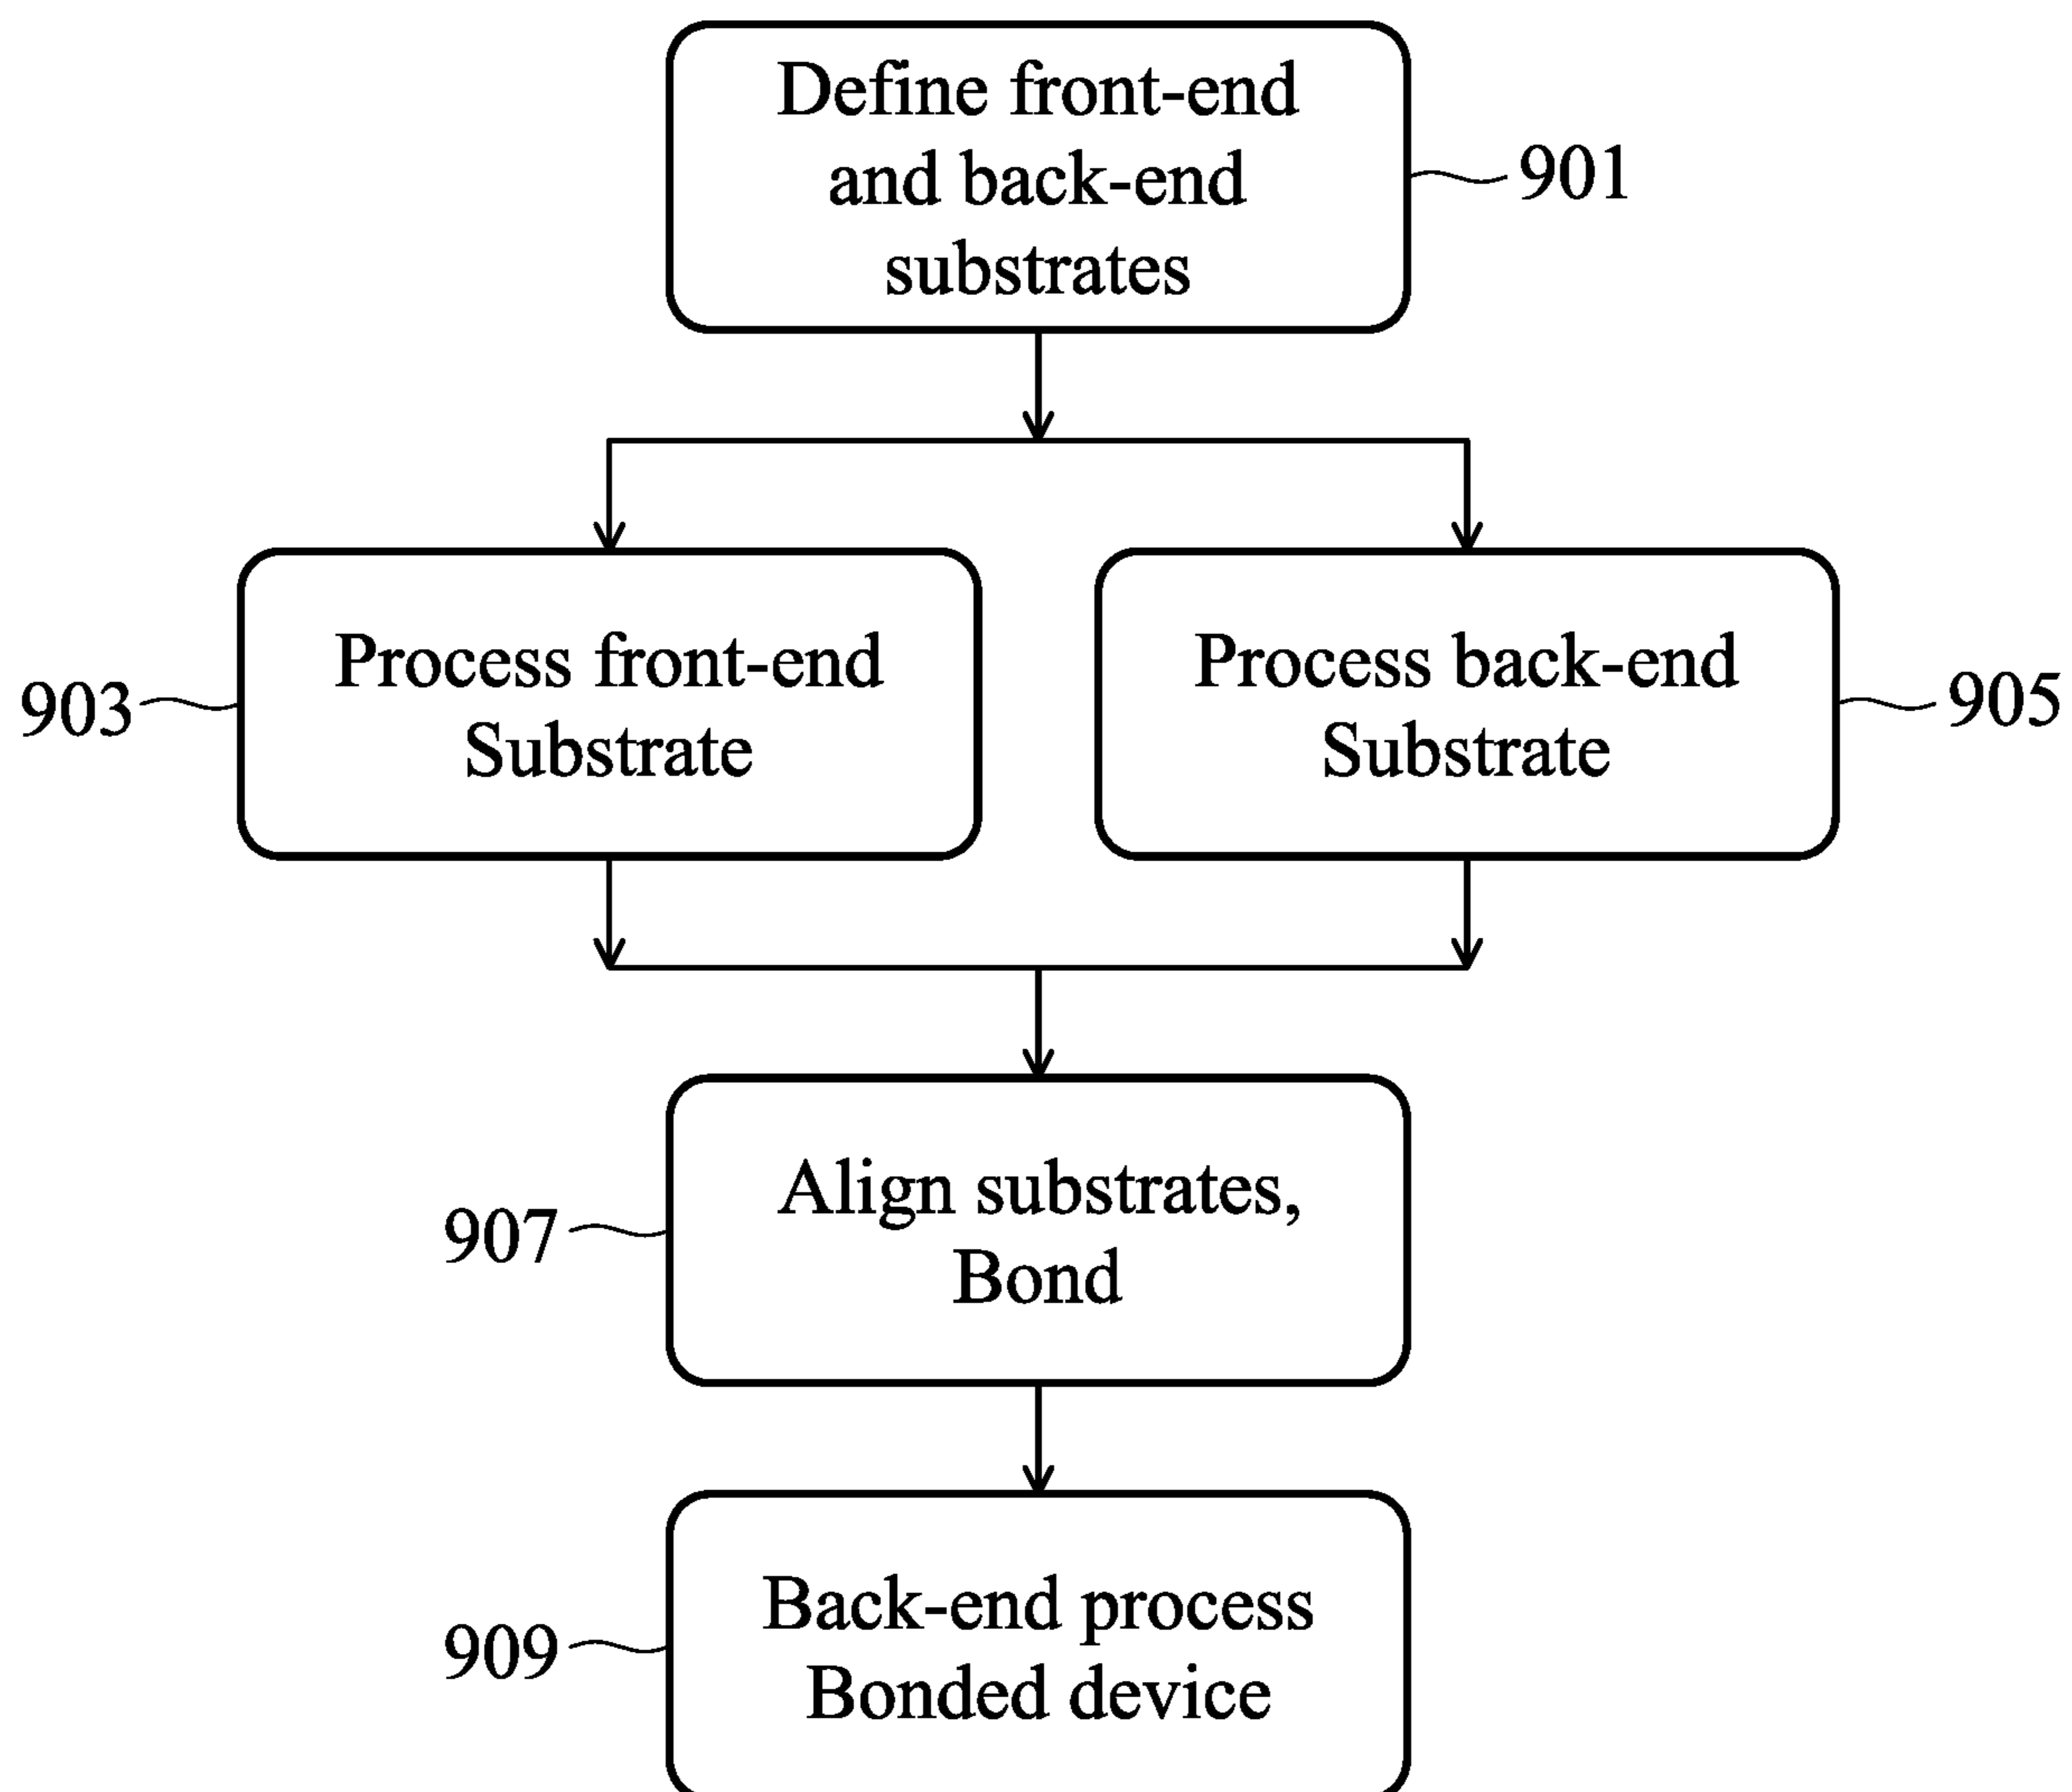 Define front-end
and back-end
substrates
901
Process front-end
Substrate
903
Process back-end
Substrate
905
Align substrates,
Bond
907
Back-end process
Bonded device
909